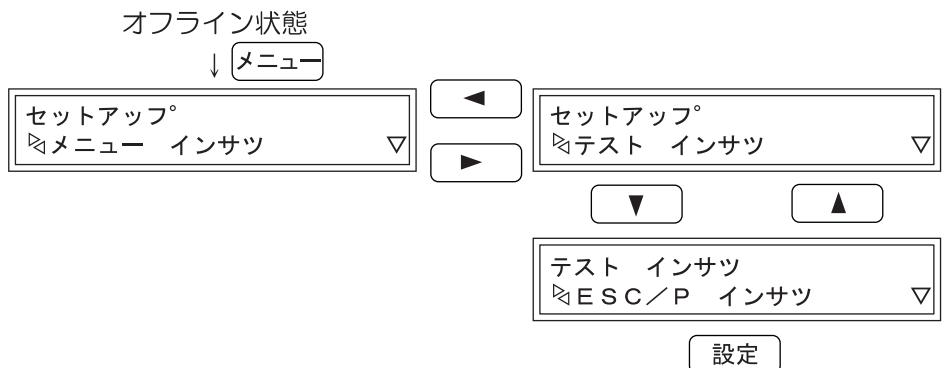 オフライン状態
↓ メニュー
セットアップ
メニュー インサツ ▽
◀
▶
セットアップ
テスト インサツ ▽
▼ ▲
テスト インサツ
ESC／P インサツ ▽
設定